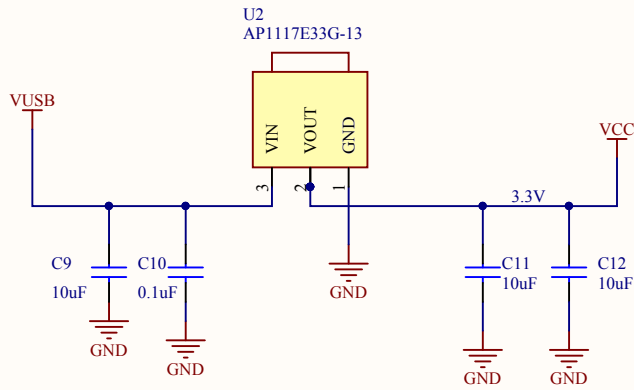 U2
AP1117E33G-13
VUSB
VIN
VOUT
GND
VCC
3
2
1
3.3V
C9
10uF
C10
0.1uF
GND
C11
10uF
C12
10uF
GND
GND
GND
GND